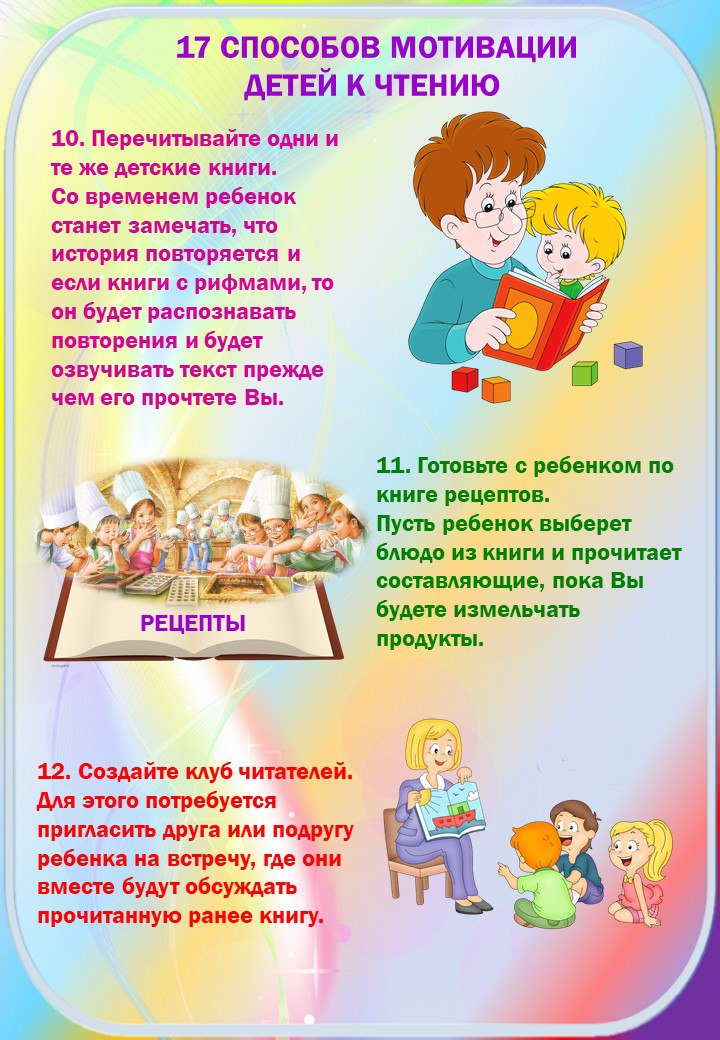 17 СПОСОБОВ МОТИВАЦИИ
ДЕТЕЙ К ЧТЕНИЮ
10. Перечитывайте одни и
те же детские книги.
Со временем ребенок
станет замечать, что
история повторяется и
если книги с рифмами, то
он будет распознавать
повторения и будет
озвучивать текст прежде
чем его прочтете Вы.
11. Готовьте с ребенком по
книге рецептов.
Пусть ребенок выберет
блюдо из книги и прочитает
составляющие, пока Вы
будете измельчать
продукты.
РЕЦЕПТЫ
12. Создайте клуб читателей.
Для этого потребуется
пригласить друга или подругу
ребенка на встречу, где они
вместе будут обсуждать
прочитанную ранее книгу.